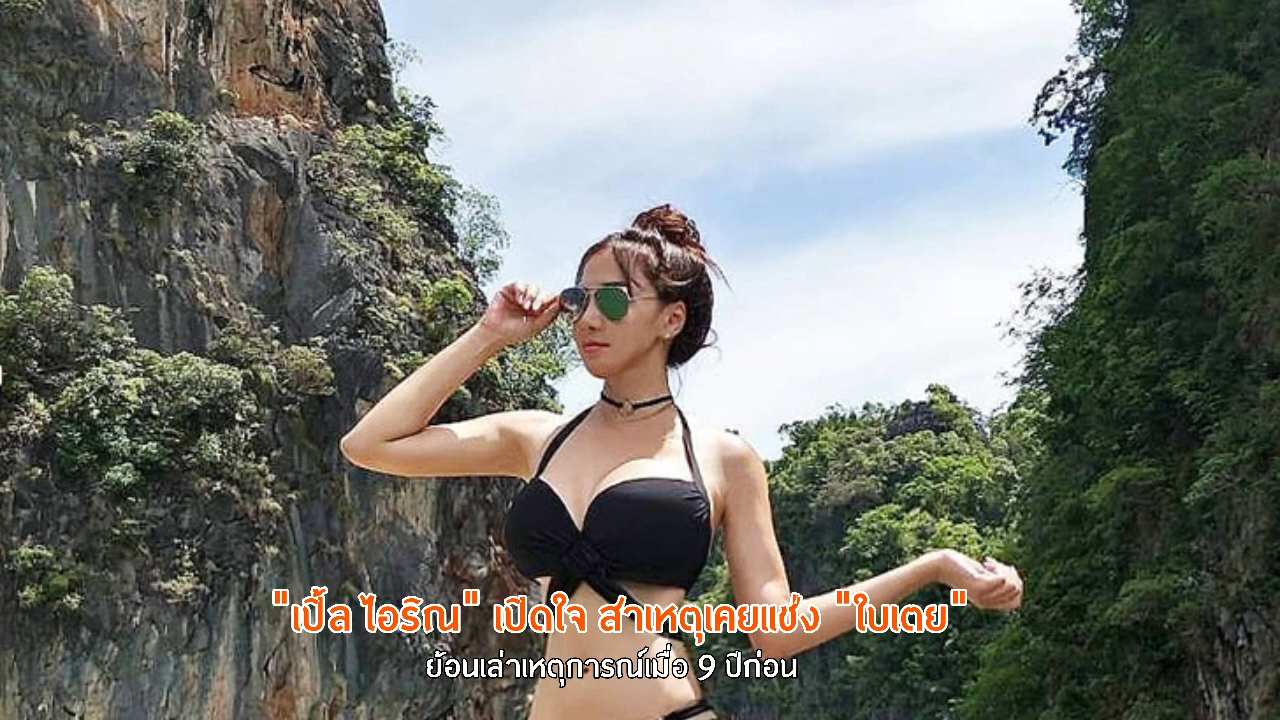 "เปิ้ล ไอริณ" เปิดใจ สาเหตุเคยแช่ง "ใบเตย"
ย้อนเล่าเหตุการณ์เมื่อ 9 ปีก่อน